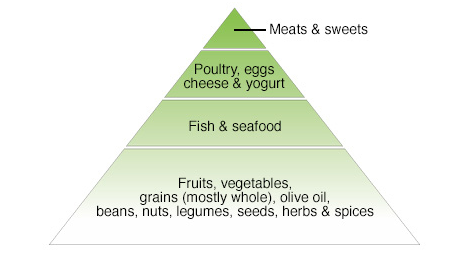 Meats & sweets
Poultry, eggs
cheese & yogurt
Fish & seafood
Fruits, vegetables,
grains (mostly whole), olive oil,
beans, nuts, legumes, seeds, herbs & spices